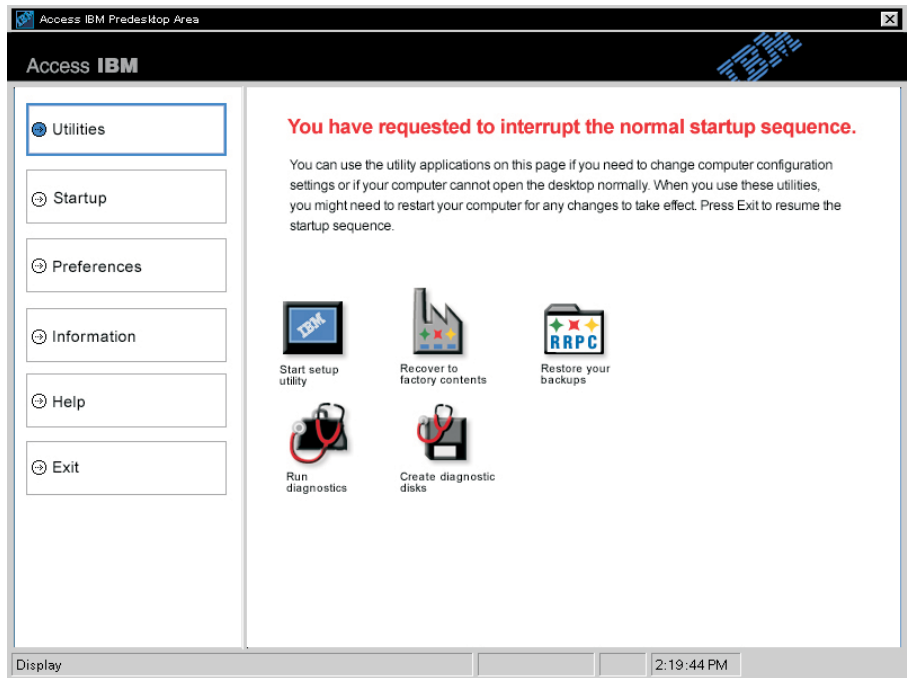 Access IBM Predesktop Area
Access IBM
IBM
Utilities
Startup
Preferences
Information
Help
Exit
You have requested to interrupt the normal startup sequence.
You can use the utility applications on this page if you need to change computer configuration
settings or if your computer cannot open the desktop normally. When you use these utilities,
you might need to restart your computer for any changes to take effect. Press Exit to resume the
startup sequence.
IBM
Start setup
utility
Recover to
factory contents
RRPC
Restore your
backups
Run
diagnostics
Create diagnostic
disks
Display
2:19:44 PM